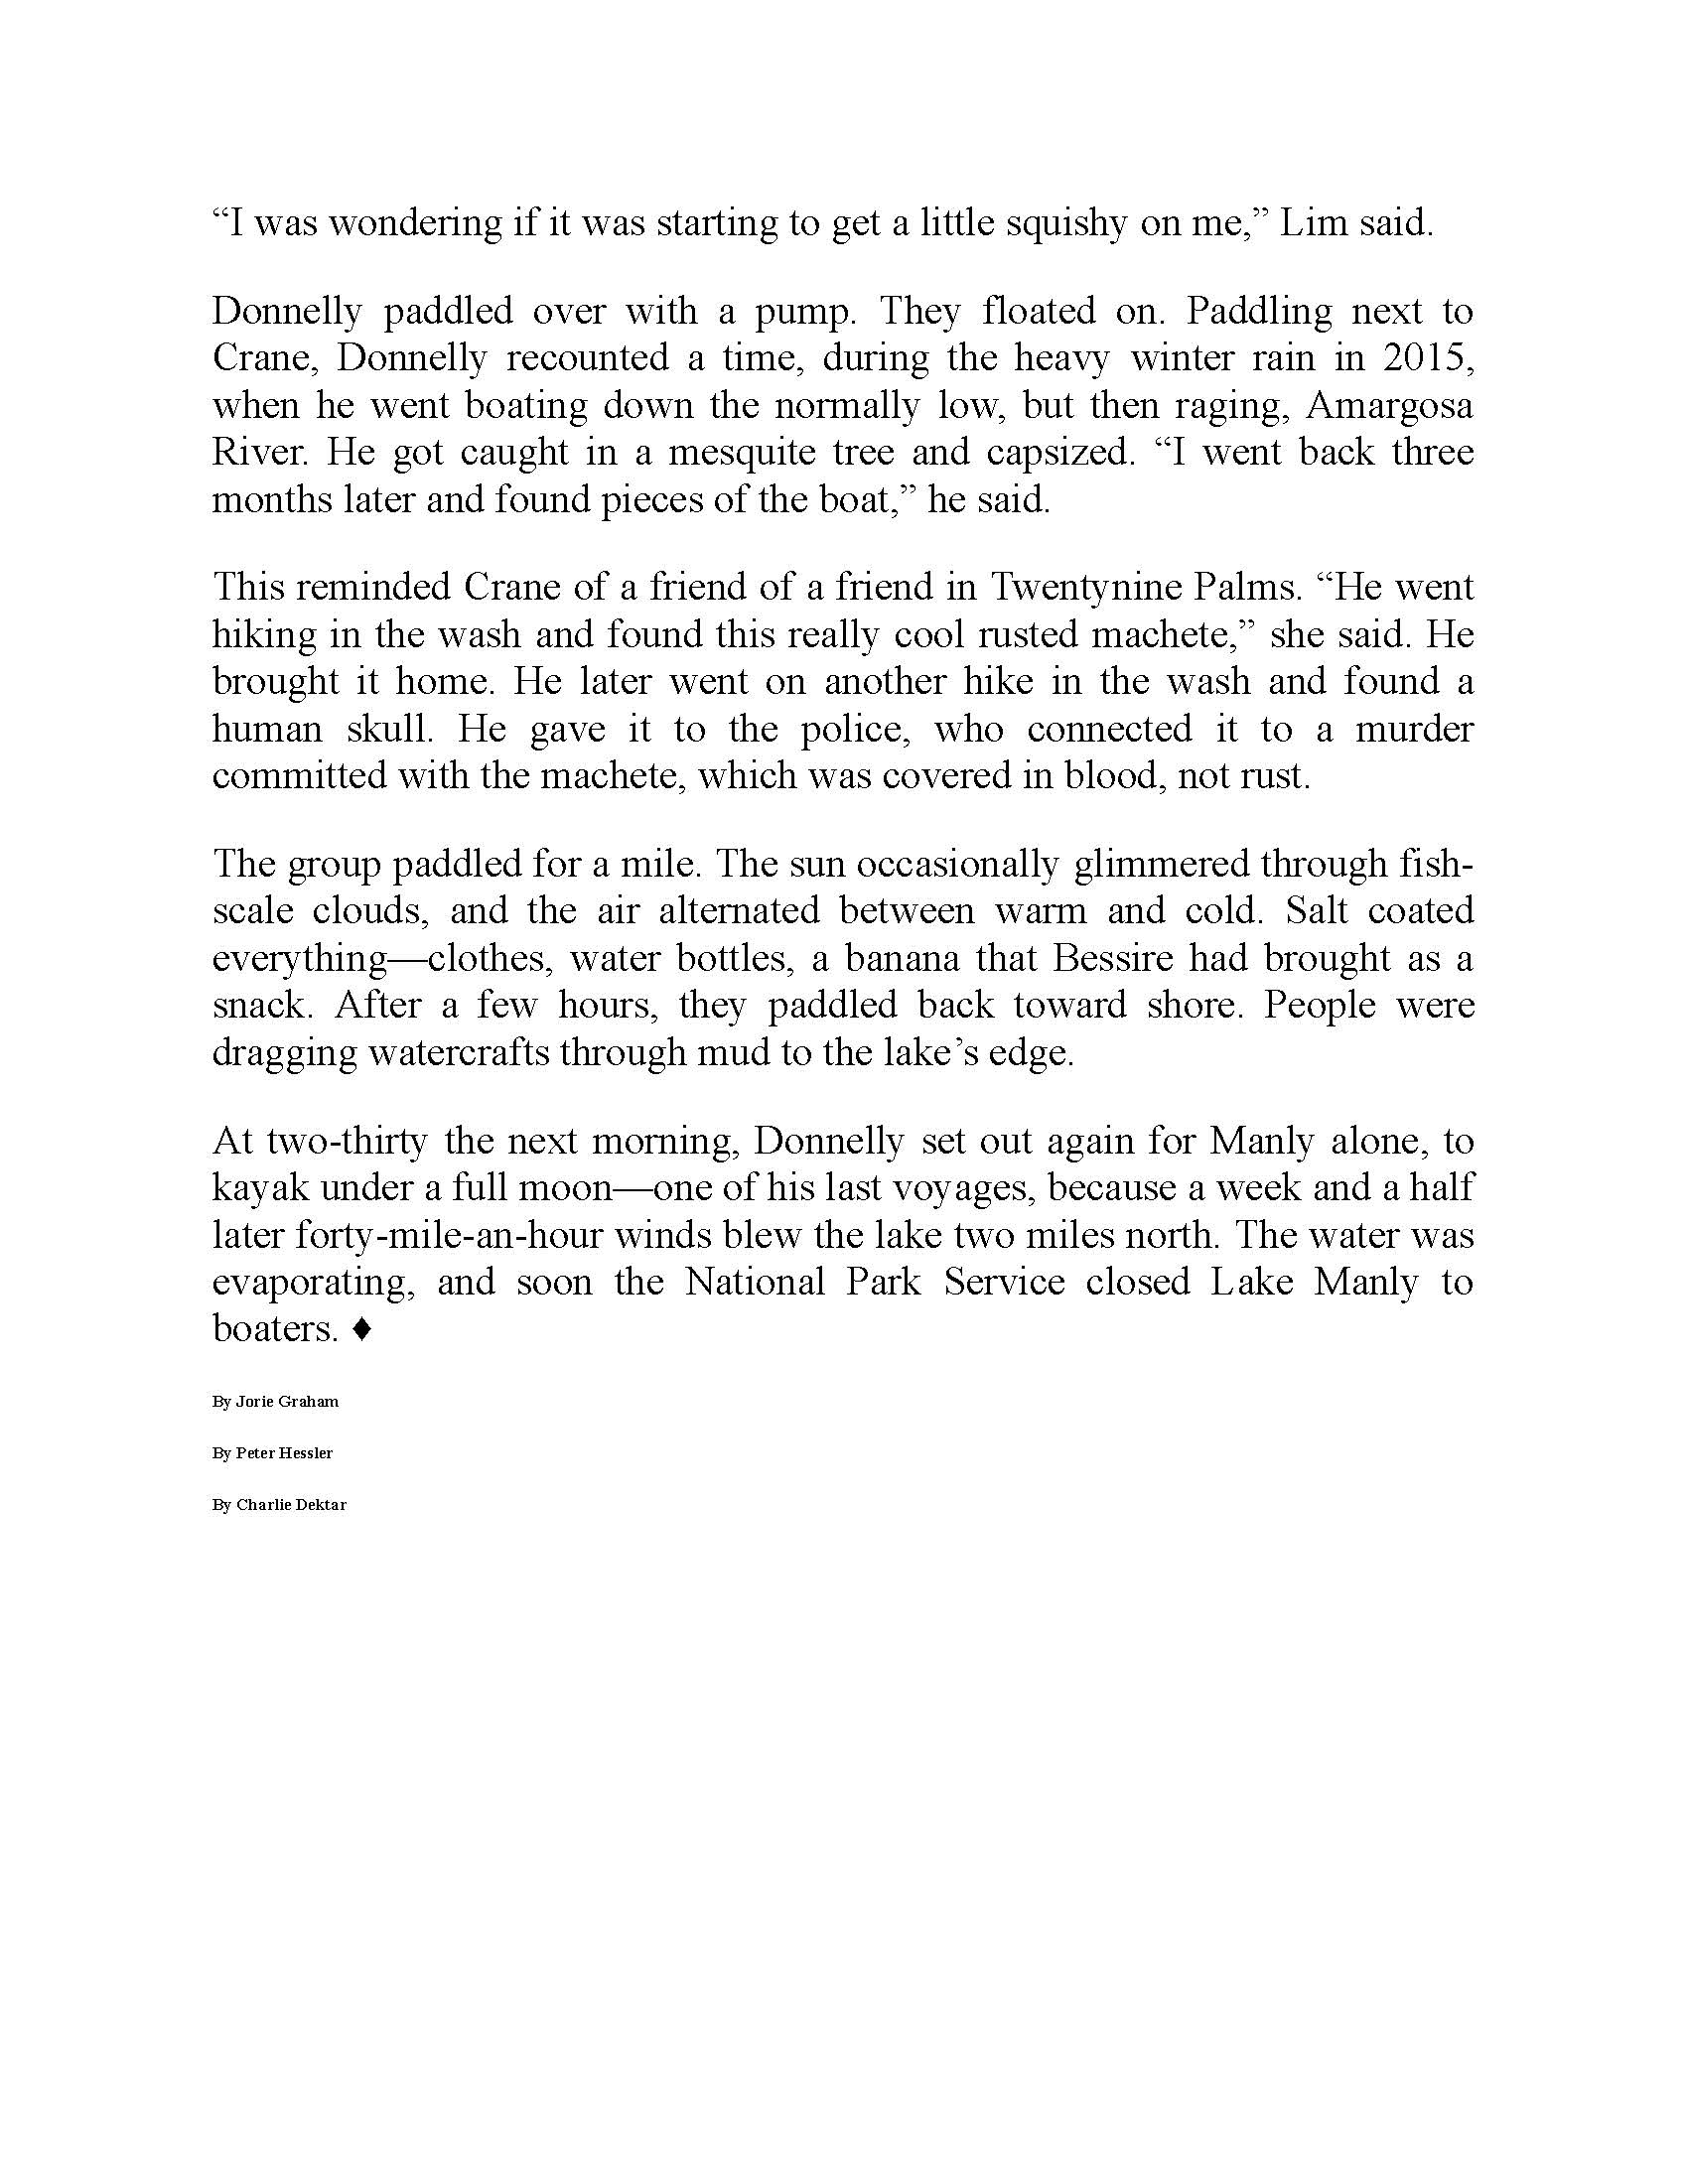 “I was wondering if it was starting to get a little squishy on me,” Lim said.
Donnelly paddled over with a pump. They floated on. Paddling next to
Crane, Donnelly recounted a time, during the heavy winter rain in 2015,
when he went boating down the normally low, but then raging, Amargosa
River. He got caught in a mesquite tree and capsized. “I went back three
months later and found pieces of the boat,” he said.
This reminded Crane of a friend of a friend in Twentynine Palms. “He went
hiking in the wash and found this really cool rusted machete,” she said. He
brought it home. He later went on another hike in the wash and found a
human skull. He gave it to the police, who connected it to a murder
committed with the machete, which was covered in blood, not rust.
The group paddled for a mile. The sun occasionally glimmered through fish-
scale clouds, and the air alternated between warm and cold. Salt coated
everything—clothes, water bottles, a banana that Bessire had brought as a
snack. After a few hours, they paddled back toward shore. People were
dragging watercrafts through mud to the lake’s edge.
At two-thirty the next morning, Donnelly set out again for Manly alone, to
kayak under a full moon—one of his last voyages, because a week and a half
later forty-mile-an-hour winds blew the lake two miles north. The water was
evaporating, and soon the National Park Service closed Lake Manly to
boaters. ♦
By Jorie Graham
By Peter Hessler
By Charlie Dektar